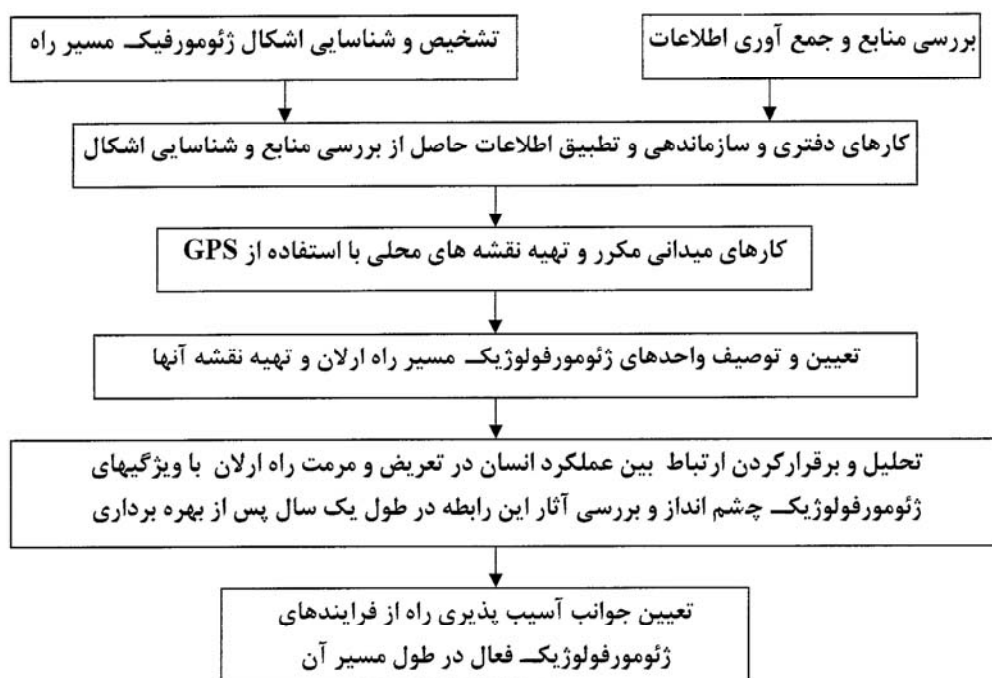 بررسی منابع و جمع آوری اطلاعات
تشخیص و شناسایی اشکال ژئومورفیک مسیر راه
کارهای دفتری و سازماندهی و تطبیق اطلاعات حاصل از بررسی منابع و شناسایی اشکال
کارهای میدانی مکرر و تهیه نقشه های محلی با استفاده از GPS
تعیین و توصیف واحدهای ژئومورفولوژیک مسیر راه ارلان و تهیه نقشه آنها
تحلیل و برقرارکردن ارتباط بین عملکرد انسان در تعریض و مرمت راه ارلان با ویژگیهای
ژئومورفولوژیک چشم انداز و بررسی آثار این رابطه در طول یک سال پس از بهره برداری
تعیین جوانب آسیب پذیری راه از فرایندهای
ژئومورفولوژیک فعال در طول مسیر آن